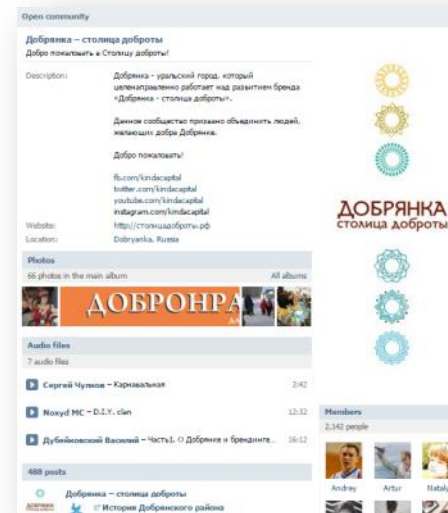 Open community
Добрянка – столица доброты
Добро пожаловать в Столицу доброты!
Description:
Добрянка - уральский город, который
целенаправленно работает над развитием бренда
«Добрянка - столица доброты».
Данное сообщество призвано объединить людей,
желающих добра Добрянке.
Добро пожаловать!
fb.com/kindacapital
twitter.com/kindacapital
youtube.com/kindacapital
instagram.com/kindacapital
Website:
http://столицадоброты.рф
Location:
Dobryanka, Russia
Photos
66 photos in the main album
All albums
ДОБРОНРА
Audio files
7 audio files
Сергей Чулков – Карнавальная
2:42
Noxyd MC – D.I.Y. clan
12:32
Дубейковский Василий – Часть1. О Добрянке и брендинге...
16:12
488 posts
Добрянка – столица доброты
История Добрянского района
ДОБРЯНКА
столица доброты
Members
2,142 people
Andrey
Artur
Nataly